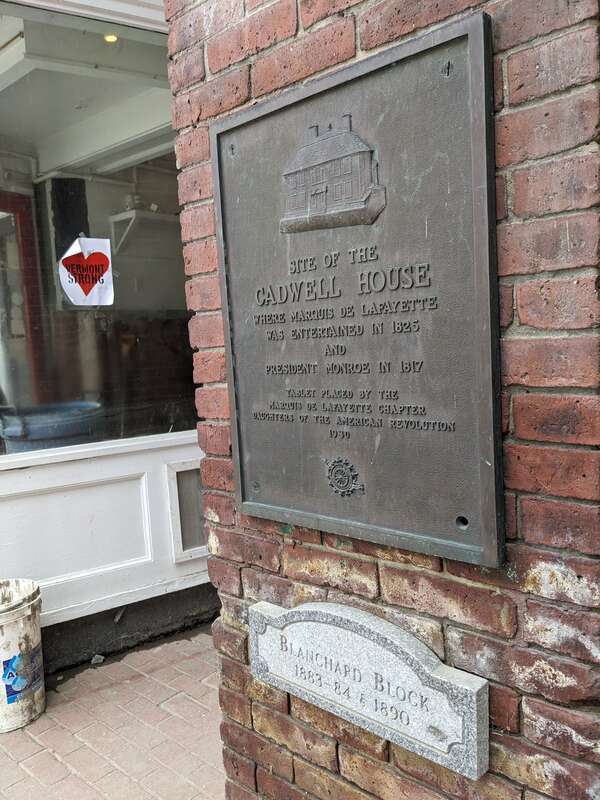 VERMONT
STRONG
SITE OF THE
CADWELL HOUSE
WHERE MARQUIS DE LAFAYETTE
WAS ENTERTAINED IN 1825
AND
PRESIDENT MONROE IN 1817
TABLET PLACED BY THE
MARQUIS DE LAFAYETTE CHAPTER
DAUGHTERS OF THE AMERICAN REVOLUTION
1930
BLANCHARD BLOCK
1883-84 & 1890